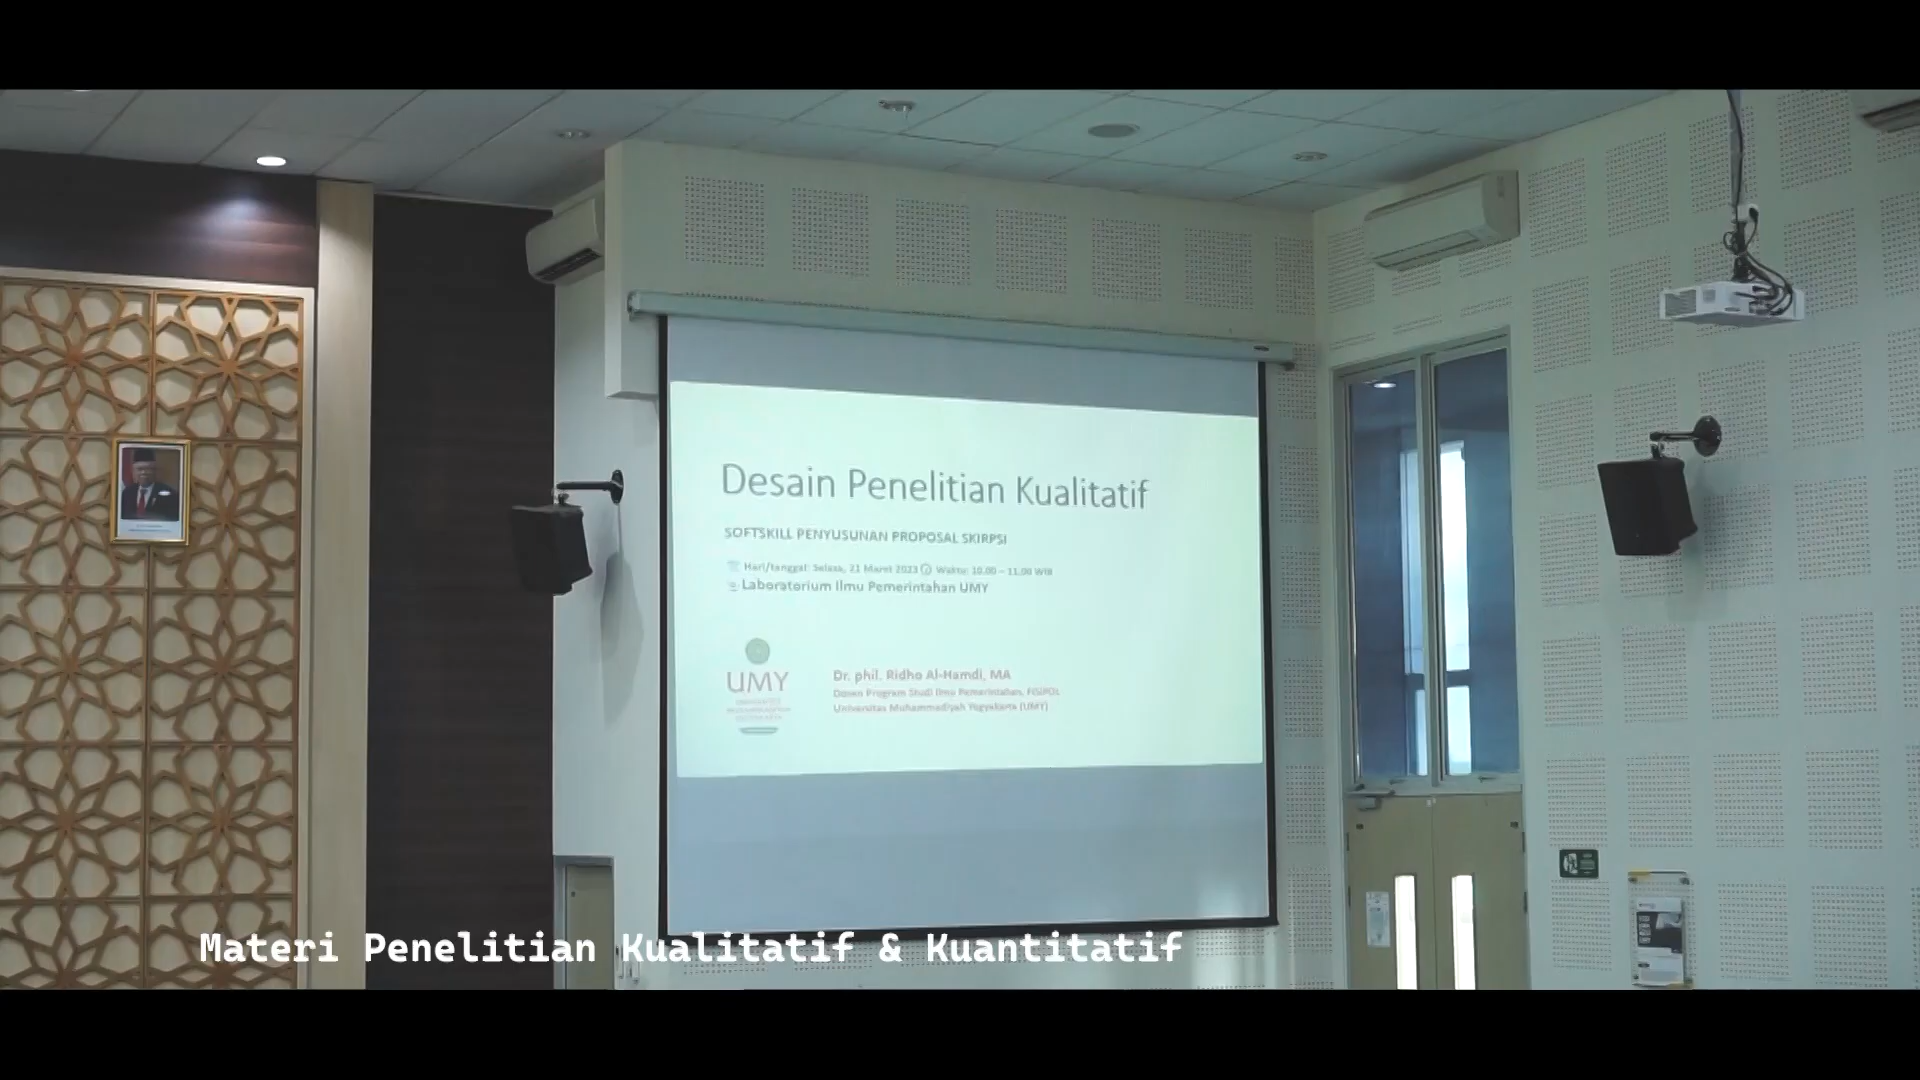 Desain Penelitian Kualitatif
SOFTSKILL PENYUSUNAN PROPOSAL SKIRPSI
Hari/tanggal: Selasa, 21 Maret 2023 Waktu: 10.00 – 11.00 WIB
Laboratorium Ilmu Pemerintahan UMY
UMY
Dr. phil. Ridho Al-Hamdi, MA
Dosen Program Studi Ilmu Pemerintahan, FISIPOL
Universitas Muhammadiyah Yogyakarta (UMY)
Materi Penelitian Kualitatif & Kuantitatif